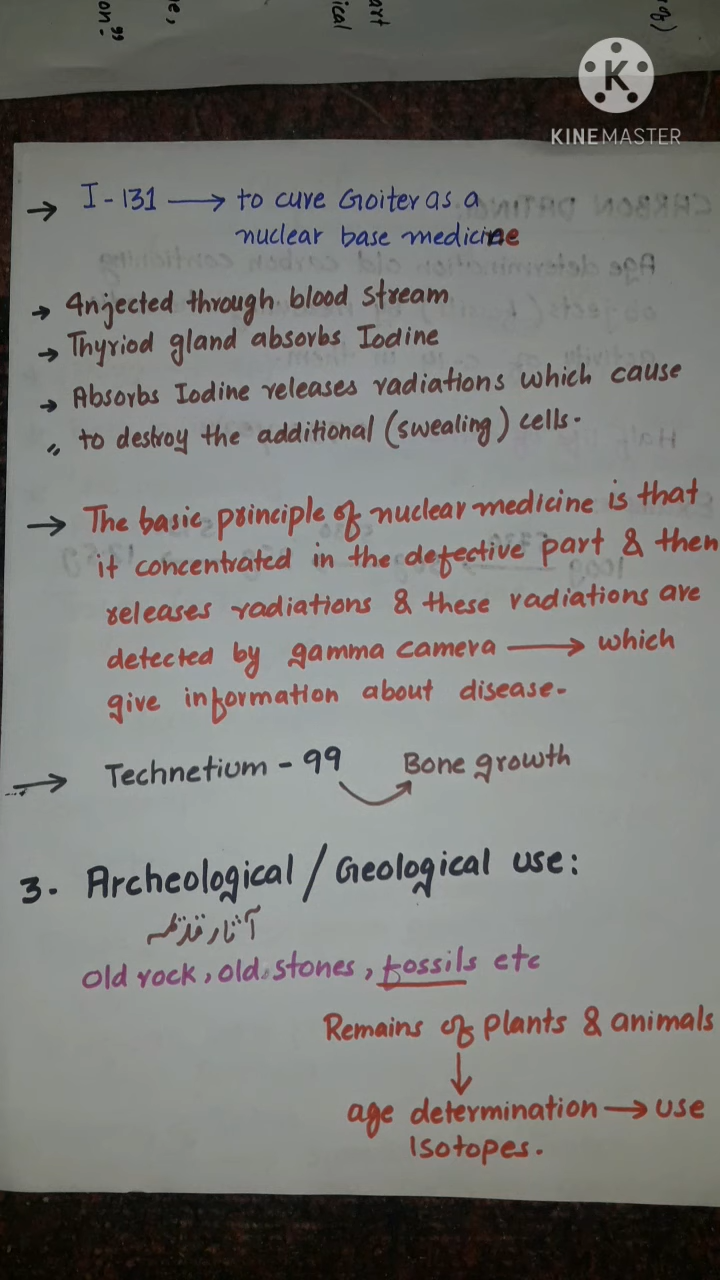 on."
e,
ical
art
of)
K
KINEMASTER
→ I-131 → to cure Goiter as a
nuclear base medicine
→ Injected through blood stream
→ Thyriod gland absorbs Iodine
→ Absorbs Iodine releases radiations which cause
" to destroy the additional (swealing) cells.
→ The basic principle of nuclear medicine is that
it concentrated in the defective part & then
releases radiations & these radiations are
detected by gamma camera → which
give information about disease.
→ Technetium - 99 Bone growth
3. Archeological / Geological use:
آثار قدیمہ
Old rock, old stones, fossils etc
Remains of plants & animals
↓
age determination → use
Isotopes.